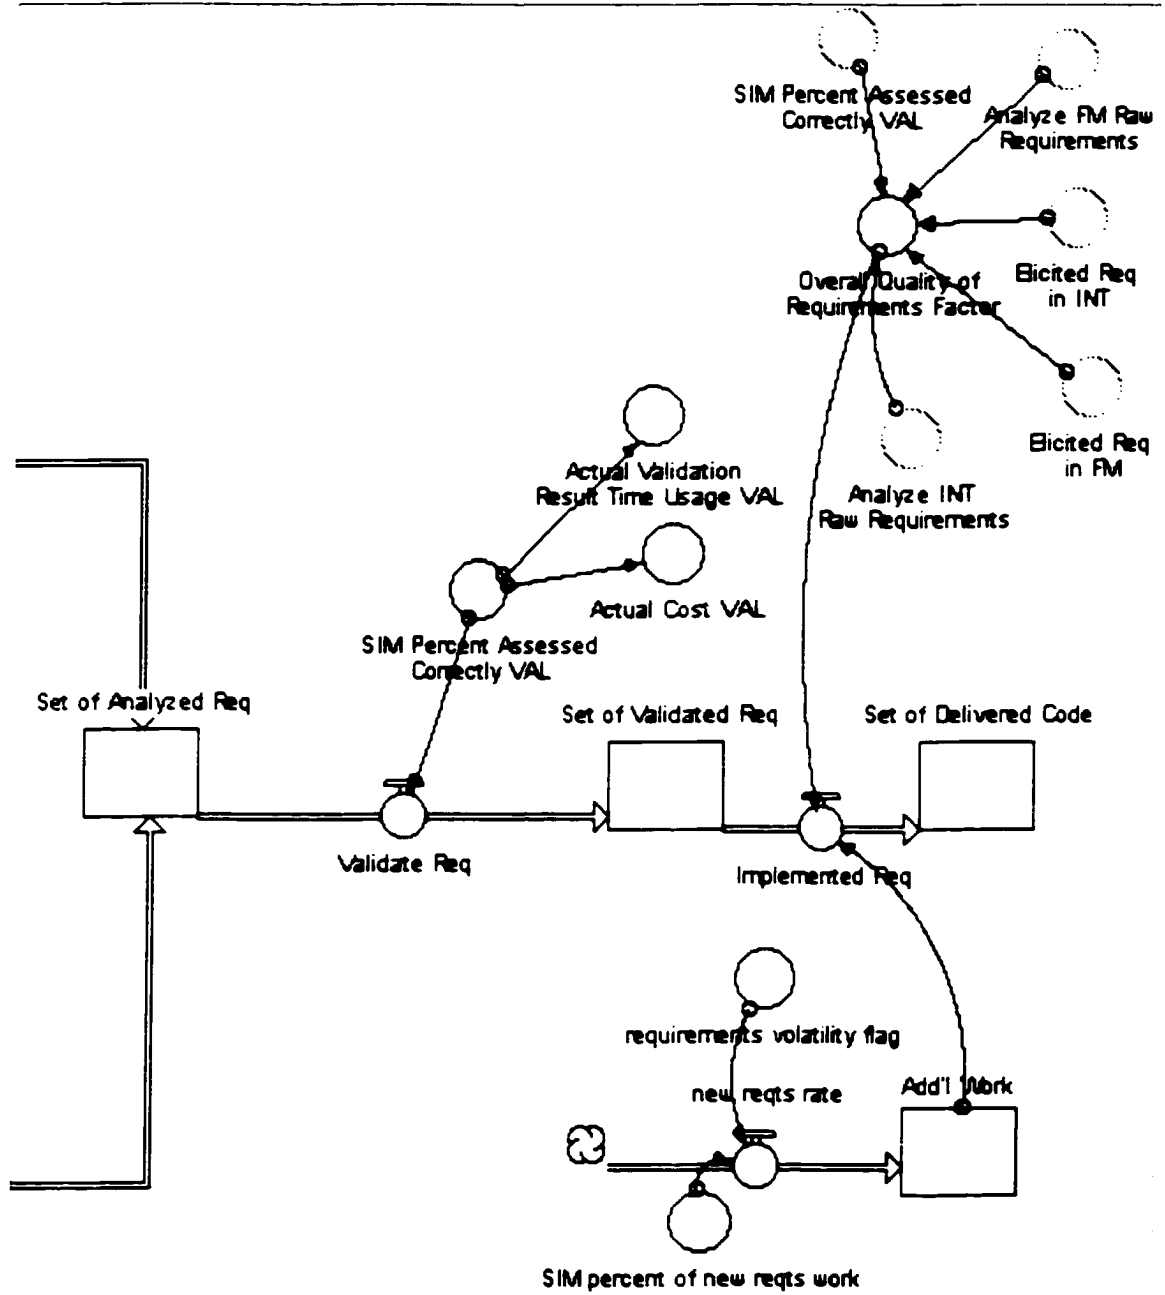 SIM Percent Assessed
Correctly VAL
Analyze FM Raw
Requirements
Elicited Req
in INT
Overall Quality of
Requirements Factor
Elicited Req
in FM
Analyze INT
Raw Requirements
Actual Validation
Result Time Usage VAL
Actual Cost VAL
SIM Percent Assessed
Correctly VAL
Set of Analyzed Req
Set of Validated Req
Set of Delivered Code
Validate Req
Implemented Req
requirements volatility flag
new reqts rate
Add'l Work
SIM percent of new reqts work